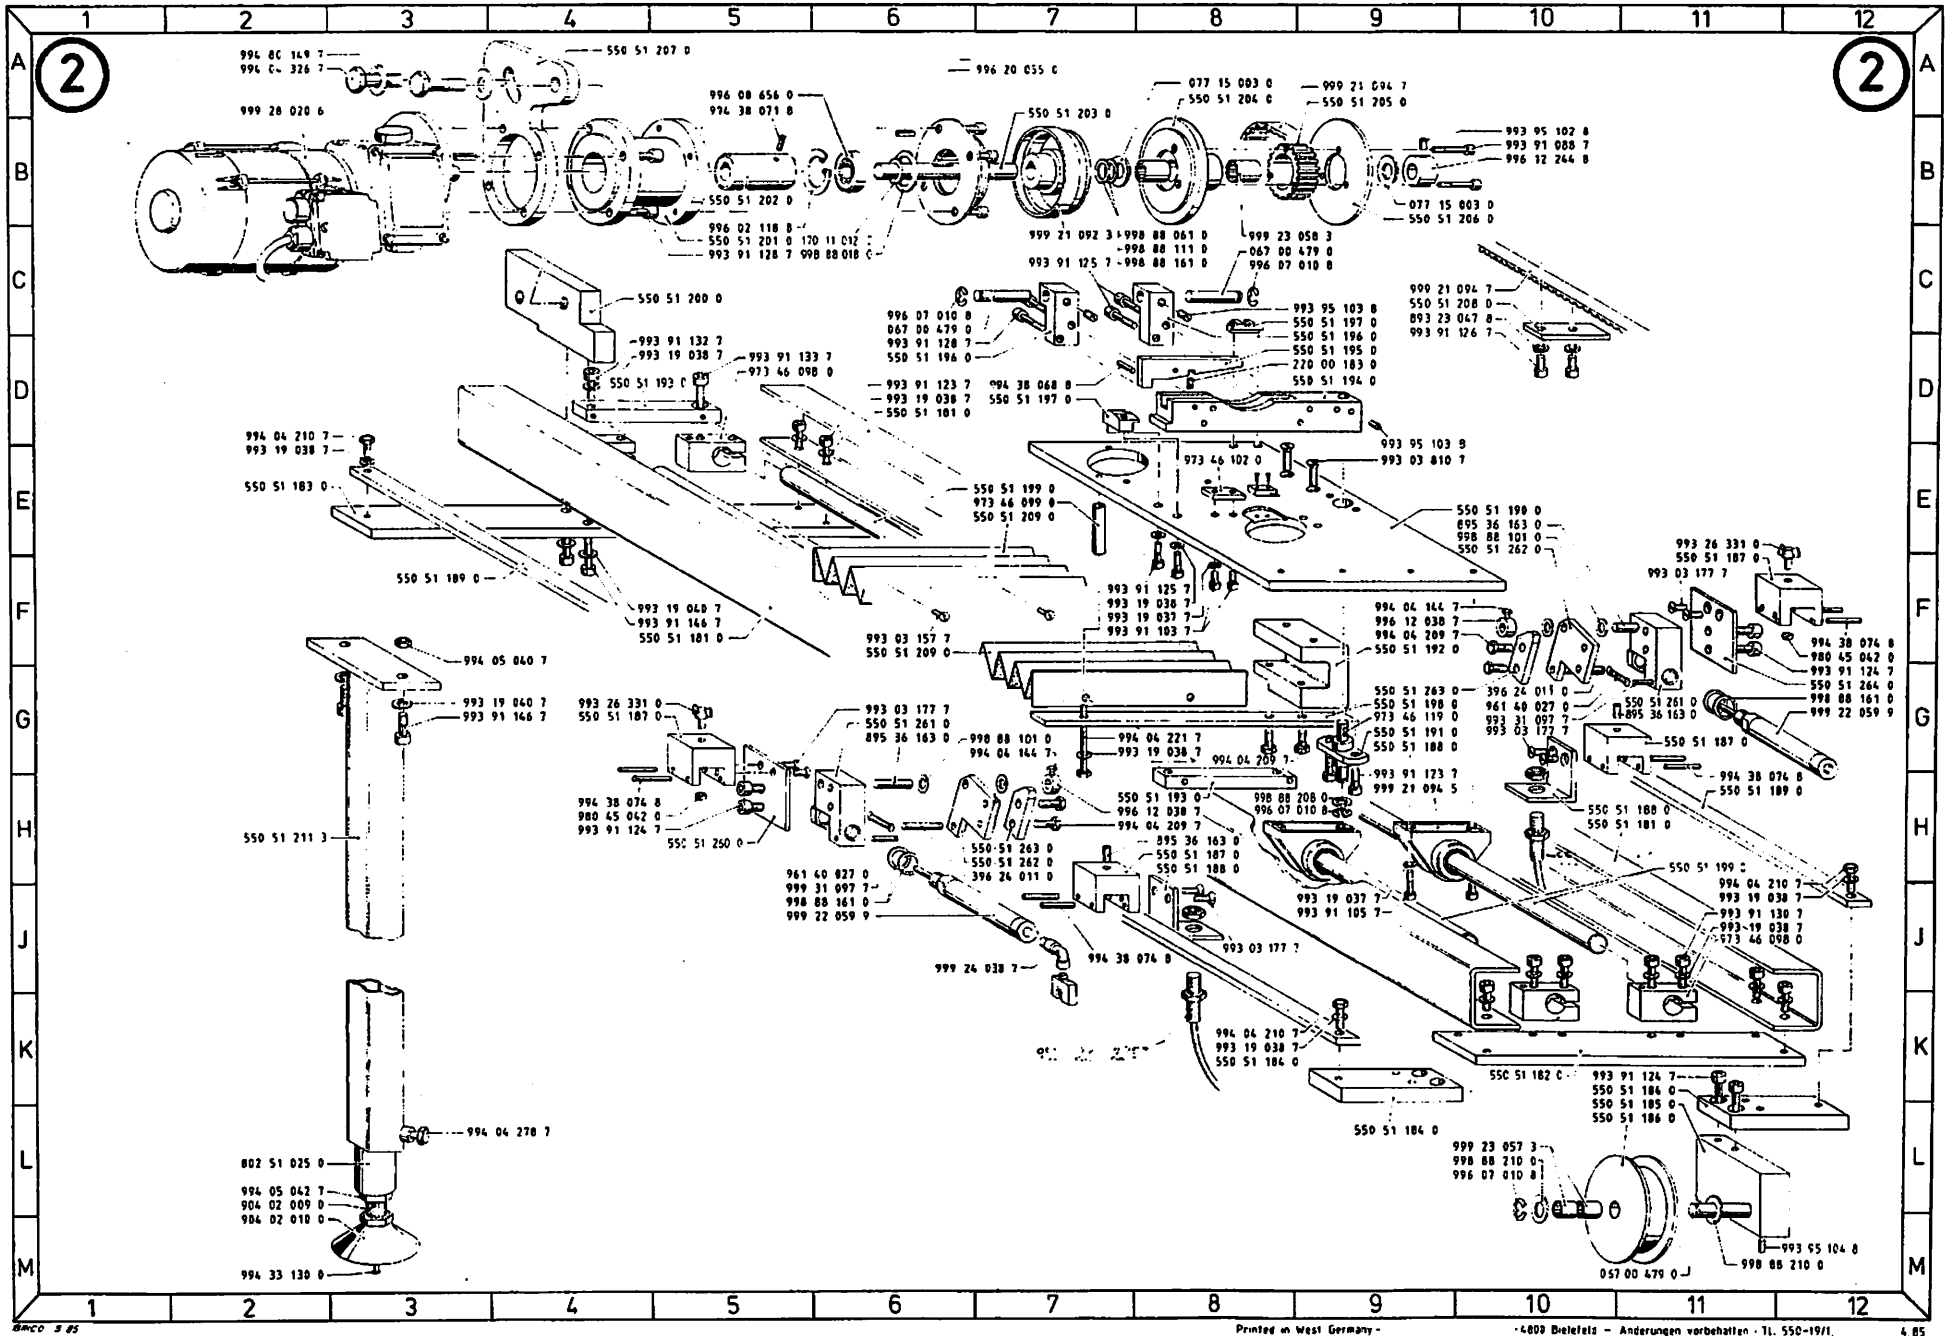 1 2 3 4 5 6 7 8 9 10 11 12
A
B
C
D
E
F
G
H
J
K
L
M
2
2
A
B
C
D
E
F
G
H
J
K
L
M
550 51 207 0
999 28 020 6
996 08 656 0
974 38 071 8
550 51 202 0
996 02 118 8
550 51 201 0
993 91 128 7 998 88 018 0
996 20 055 0
550 51 203 0
077 15 003 0
550 51 204 0
999 21 094 7
550 51 205 0
993 95 102 8
993 91 088 7
996 12 244 8
077 15 003 0
550 51 206 0
999 21 092 3
998 88 061 0
998 88 111 0
998 88 161 0
993 91 125 7
999 23 058 3
067 00 479 0
996 07 010 8
550 51 200 0
993 91 132 7
993 19 038 7
550 51 193 0
993 91 133 7
973 46 098 0
996 07 010 8
067 00 479 0
993 91 128 7
550 51 196 0
993 95 103 8
550 51 197 0
550 51 196 0
550 51 195 0
220 00 183 0
550 51 194 0
999 21 094 7
550 51 208 0
893 23 047 8
993 91 126 7
993 91 123 7
993 19 038 7
550 51 181 0
994 38 068 8
550 51 197 0
993 95 103 8
993 03 810 7
973 46 102 0
994 04 210 7
993 19 038 7
550 51 183 0
550 51 189 0
993 19 040 7
993 91 146 7
550 51 181 0
550 51 199 0
973 46 099 0
550 51 209 0
550 51 190 0
895 36 163 0
998 88 101 0
550 51 262 0
993 26 331 0
550 51 187 0
993 03 177 7
993 91 125 7
993 19 038 7
993 19 037 7
993 91 103 7
994 04 144 7
996 12 038 7
994 04 209 7
550 51 192 0
993 03 157 7
550 51 209 0
994 38 074 8
980 45 042 0
993 91 124 7
550 51 264 0
998 88 161 0
999 22 059 9
994 05 040 7
993 19 040 7
993 91 146 7
993 26 331 0
550 51 187 0
993 03 177 7
550 51 261 0
895 36 163 0
998 88 101 0
994 04 144 7
994 04 221 7
993 19 038 7
994 04 209 7
550 51 263 0
550 51 198 0
973 46 119 0
550 51 191 0
550 51 188 0
993 91 123 7
999 21 094 5
396 24 011 0
961 40 027 0
993 31 097 7
993 03 177 7
550 51 261 0
895 36 163 0
550 51 187 0
994 38 074 8
550 51 189 0
550 51 188 0
550 51 181 0
994 38 074 8
980 45 042 0
993 91 124 7
550 51 260 0
550 51 193 0
996 12 038 7
994 04 209 7
998 88 208 0
996 07 010 8
550 51 263 0
550 51 262 0
396 24 011 0
895 36 163 0
550 51 187 0
550 51 188 0
550 51 211 3
961 40 027 0
999 31 097 7
998 88 161 0
999 22 059 9
999 24 038 7
994 38 074 8
993 03 177 7
993 19 037 7
993 91 105 7
994 04 210 7
993 19 038 7
993 91 130 7
993 19 038 7
973 46 098 0
994 04 210 7
993 19 038 7
550 51 184 0
550 51 184 0
550 51 182 0
993 91 124 7
550 51 184 0
550 51 185 0
550 51 186 0
999 23 057 3
998 88 210 0
996 07 010 8
993 95 104 8
998 88 210 0
994 04 278 7
802 51 025 0
994 05 042 7
904 02 009 0
904 02 010 0
994 33 130 0
1 2 3 4 5 6 7 8 9 10 11 12
Printed in West Germany - -4800 Bielefeld - Änderungen vorbehalten - TL. 550-19/1. 4.85